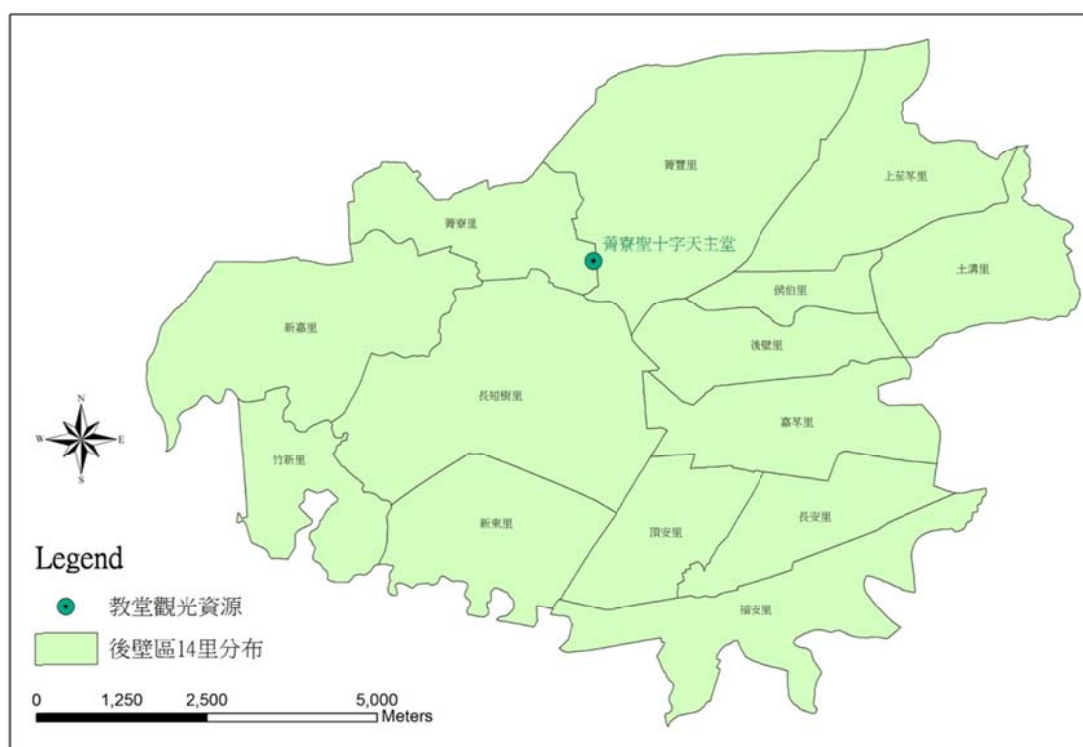 菁豐里
上茄苳里
菁寮里
菁寮聖十字天主堂
土溝里
侯伯里
新嘉里
後壁里
長短樹里
嘉苳里
N
W
E
S
竹新里
長安里
新東里
頂安里
福安里
Legend
教堂觀光資源
後壁區14里分布
0 1,250 2,500 5,000
Meters